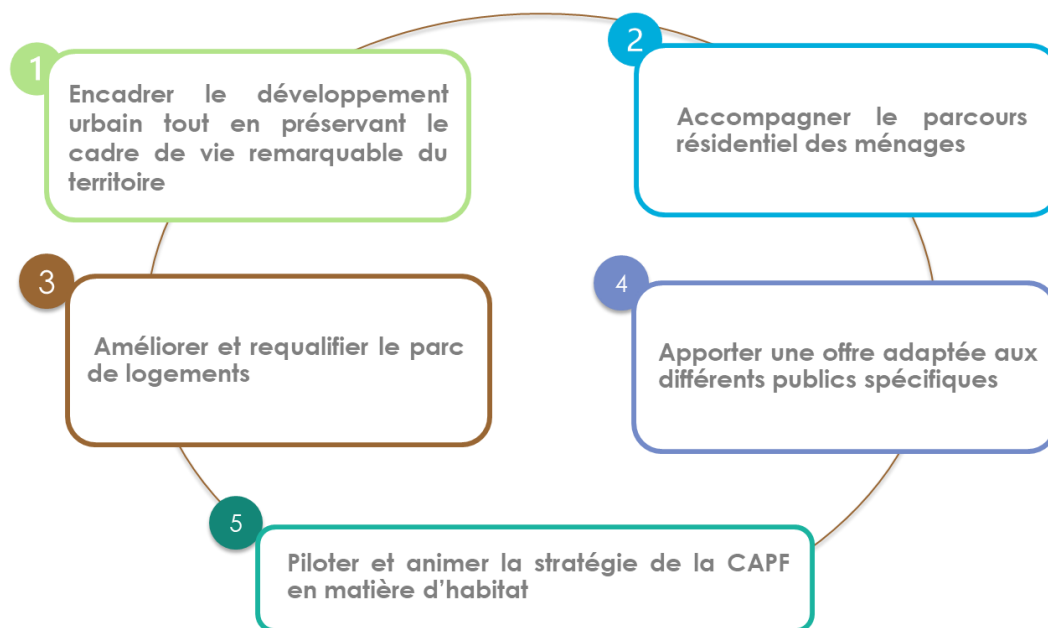 1
Encadrer le développement
urbain tout en préservant le
cadre de vie remarquable du
territoire
2
Accompagner le parcours
résidentiel des ménages
3
Améliorer et requalifier le parc
de logements
4
Apporter une offre adaptée aux
différents publics spécifiques
5
Piloter et animer la stratégie de la CAPF
en matière d'habitat